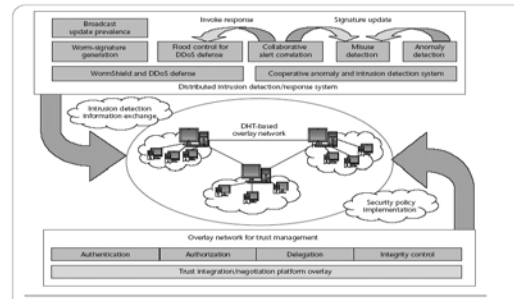 Invoke response
Signature update
Broadcast
update prevalence
Worm-signature
generation
Flood control for
DDoS defense
Collaborative
alert correlation
Misuse
detection
Anomaly
detection
WormShield and DDoS defense
Cooperative anomaly and intrusion detection system
Distributed intrusion detection/response system
Intrusion detection
information exchange
DHT-based
overlay network
Security policy
implementation
Overlay network for trust management
Authentication
Authorization
Delegation
Integrity control
Trust integration/negotiation platform overlay